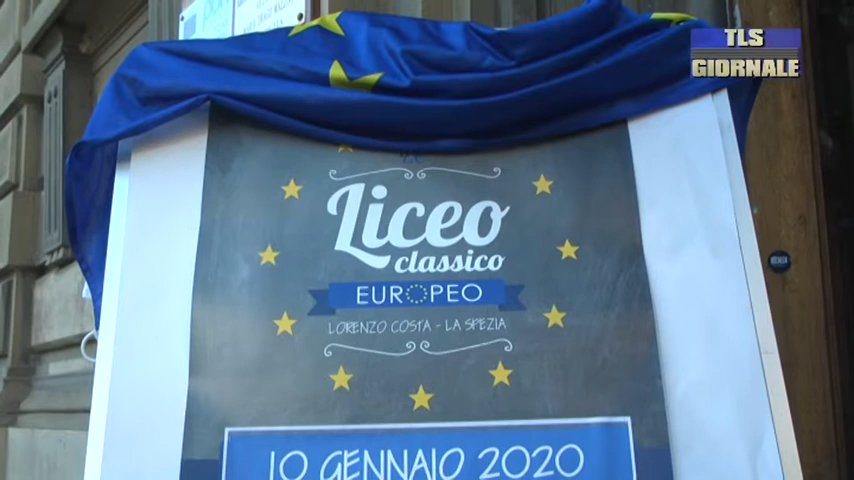 TLS
GIORNALE
Liceo
classico
EUROPEO
LORENZO COSTA - LA SPEZIA
10 GENNAIO 2020